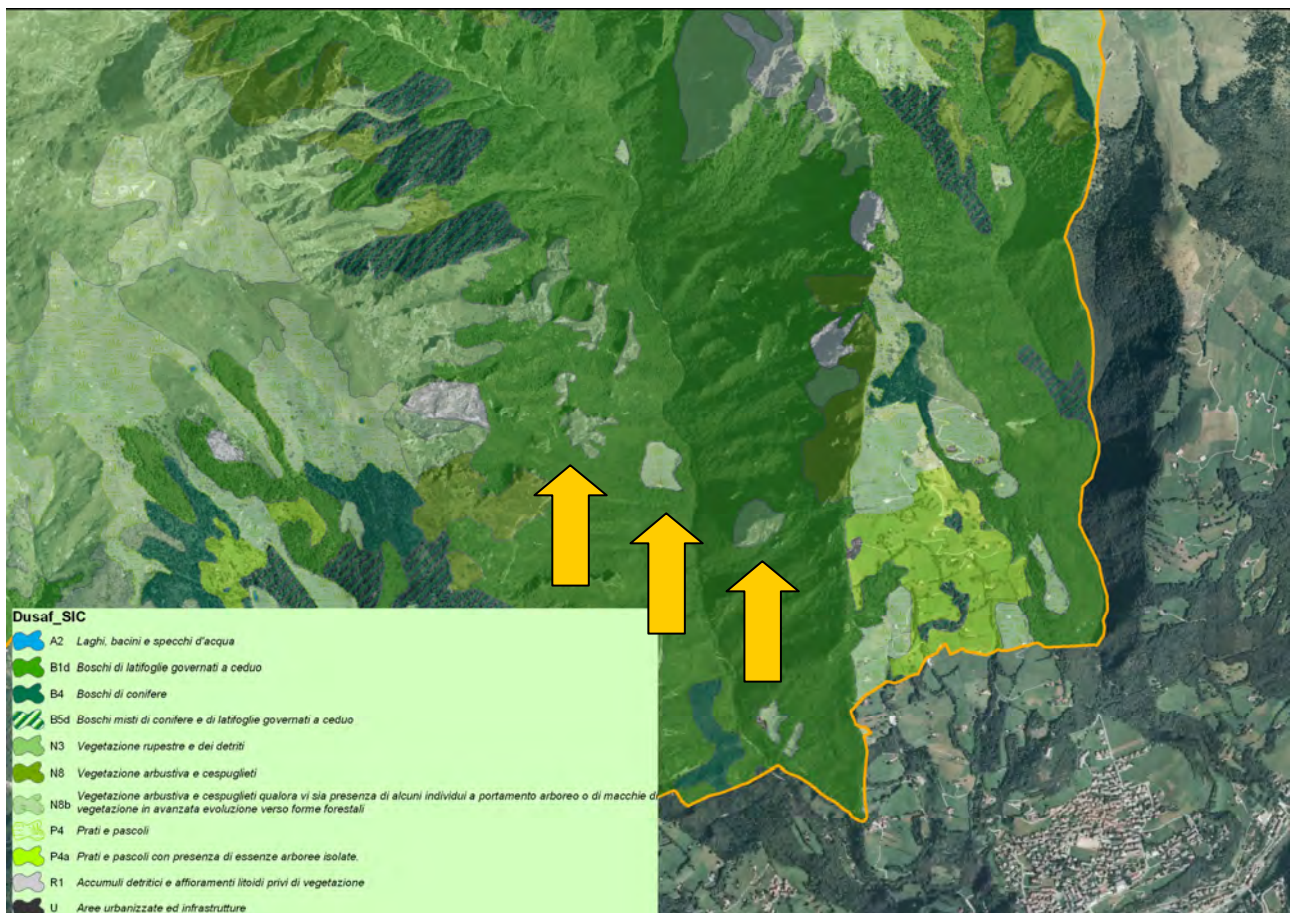 Dusaf_SIC
A2 Laghi, bacini e specchi d'acqua
B1d Boschi di latifoglie governati a ceduo
B4 Boschi di conifere
B5d Boschi misti di conifere e di latifoglie governati a ceduo
N3 Vegetazione rupestre e dei detriti
N8 Vegetazione arbustiva e cespuglieti
N8b Vegetazione arbustiva e cespuglieti qualora vi sia presenza di alcuni individui a portamento arboreo o di macchie di
vegetazione in avanzata evoluzione verso forme forestali
P4 Prati e pascoli
P4a Prati e pascoli con presenza di essenze arboree isolate.
R1 Accumuli detritici e affioramenti litoidi privi di vegetazione
U Aree urbanizzate ed infrastrutture